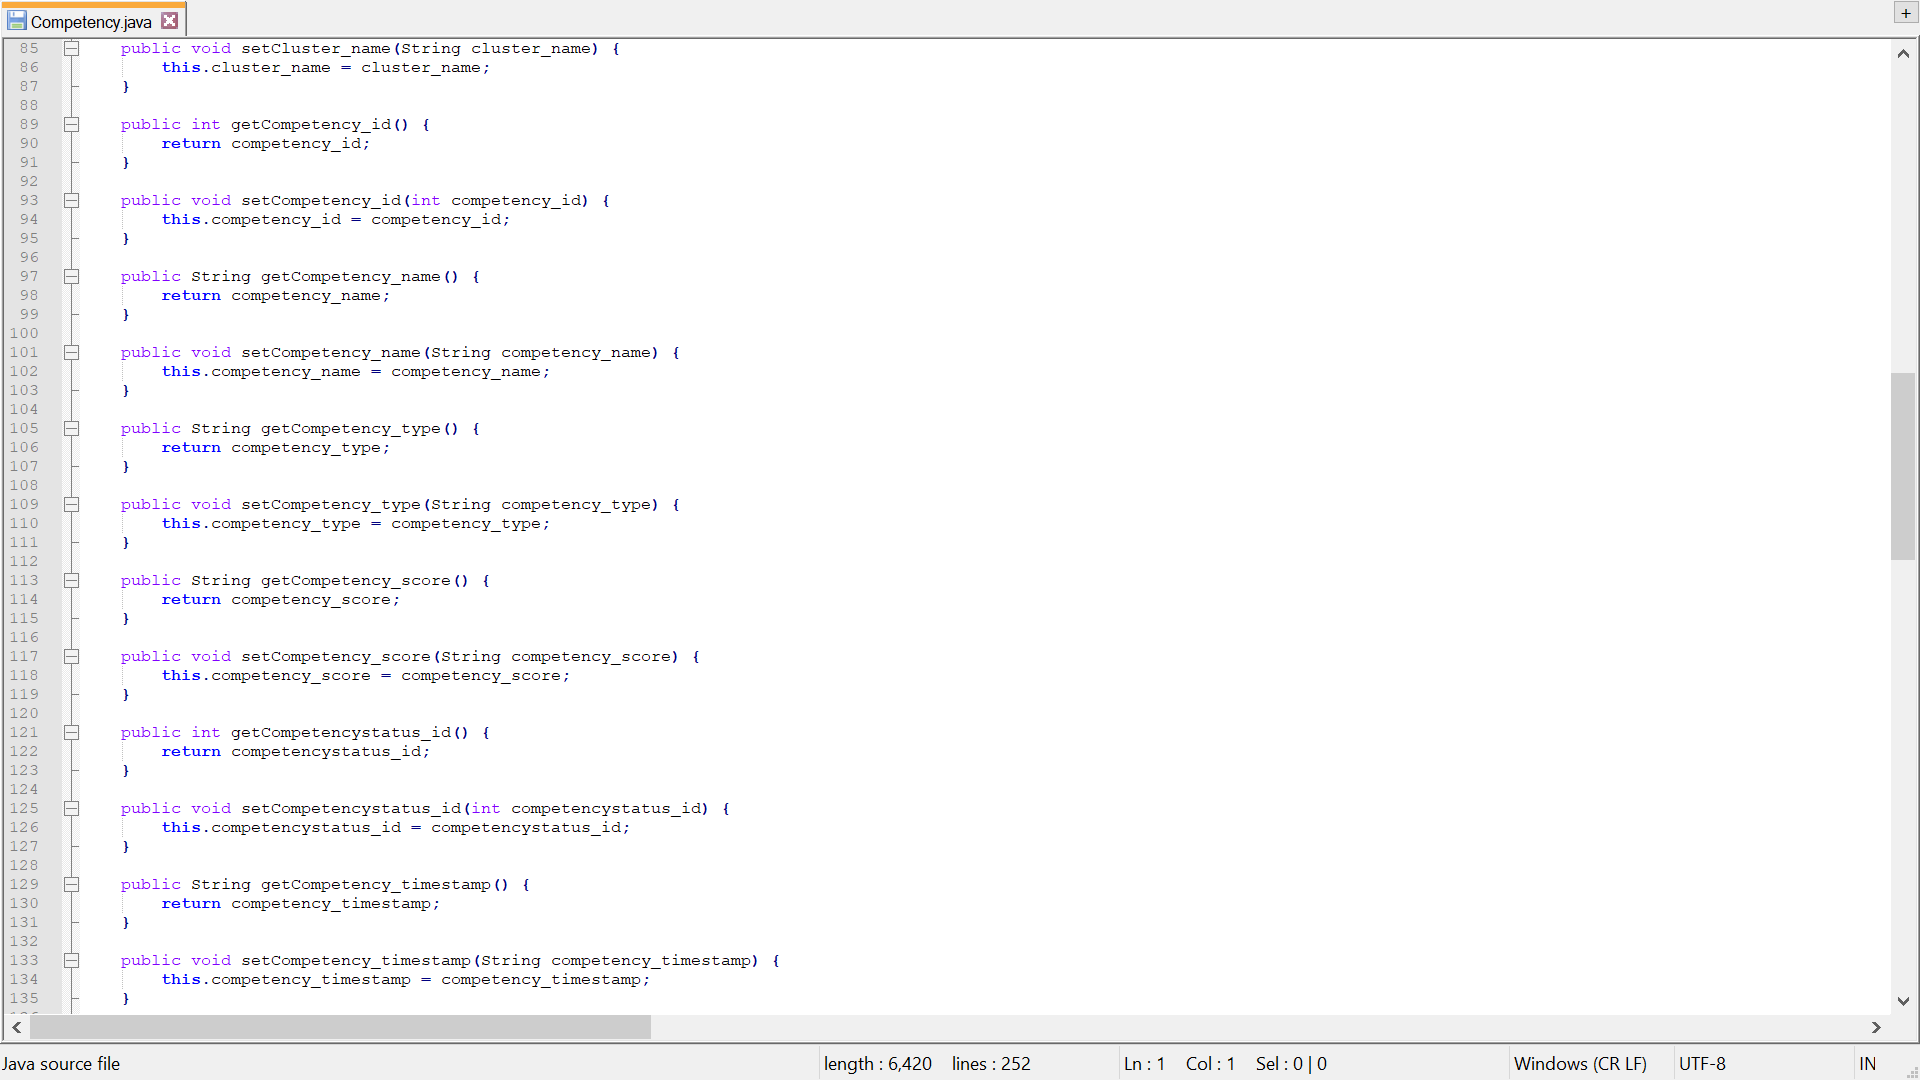 Competency.java
+
85 public void setCluster_name(String cluster_name) {
86 this.cluster_name = cluster_name;
87 }
88
89 public int getCompetency_id() {
90 return competency_id;
91 }
92
93 public void setCompetency_id(int competency_id) {
94 this.competency_id = competency_id;
95 }
96
97 public String getCompetency_name() {
98 return competency_name;
99 }
100
101 public void setCompetency_name(String competency_name) {
102 this.competency_name = competency_name;
103 }
104
105 public String getCompetency_type() {
106 return competency_type;
107 }
108
109 public void setCompetency_type(String competency_type) {
110 this.competency_type = competency_type;
111 }
112
113 public String getCompetency_score() {
114 return competency_score;
115 }
116
117 public void setCompetency_score(String competency_score) {
118 this.competency_score = competency_score;
119 }
120
121 public int getCompetencystatus_id() {
122 return competencystatus_id;
123 }
124
125 public void setCompetencystatus_id(int competencystatus_id) {
126 this.competencystatus_id = competencystatus_id;
127 }
128
129 public String getCompetency_timestamp() {
130 return competency_timestamp;
131 }
132
133 public void setCompetency_timestamp(String competency_timestamp) {
134 this.competency_timestamp = competency_timestamp;
135 }
Java source file length : 6,420 lines : 252 Ln : 1 Col : 1 Sel : 0 | 0 Windows (CR LF) UTF-8 IN